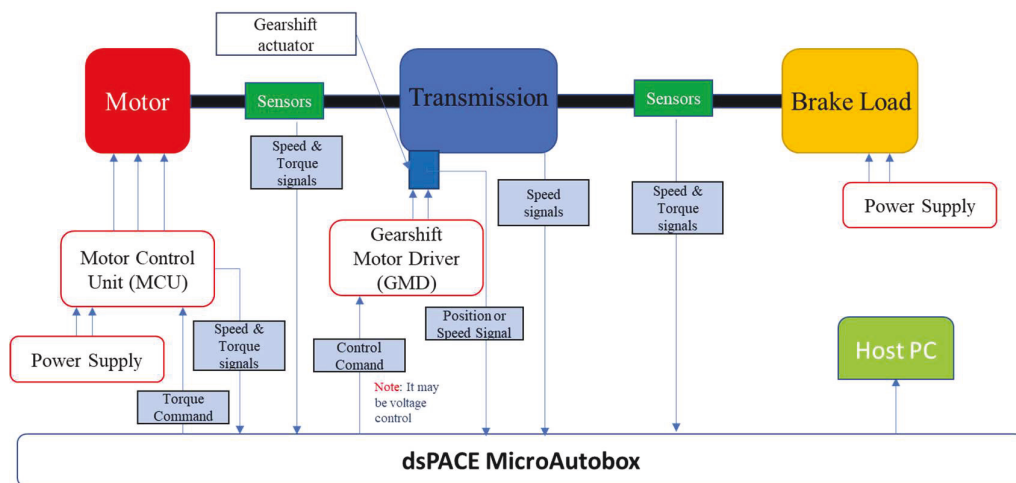 Gearshift
actuator
Motor
Sensors
Transmission
Sensors
Brake Load
Speed &
Torque
signals
Speed
signals
Speed &
Torque
signals
Power Supply
Motor Control
Unit (MCU)
Gearshift
Motor Driver
(GMD)
Power Supply
Speed &
Torque
signals
Position or
Speed Signal
Control
Comand
Host PC
Torque
Command
Note: It may
be voltage
control
dsPACE MicroAutobox